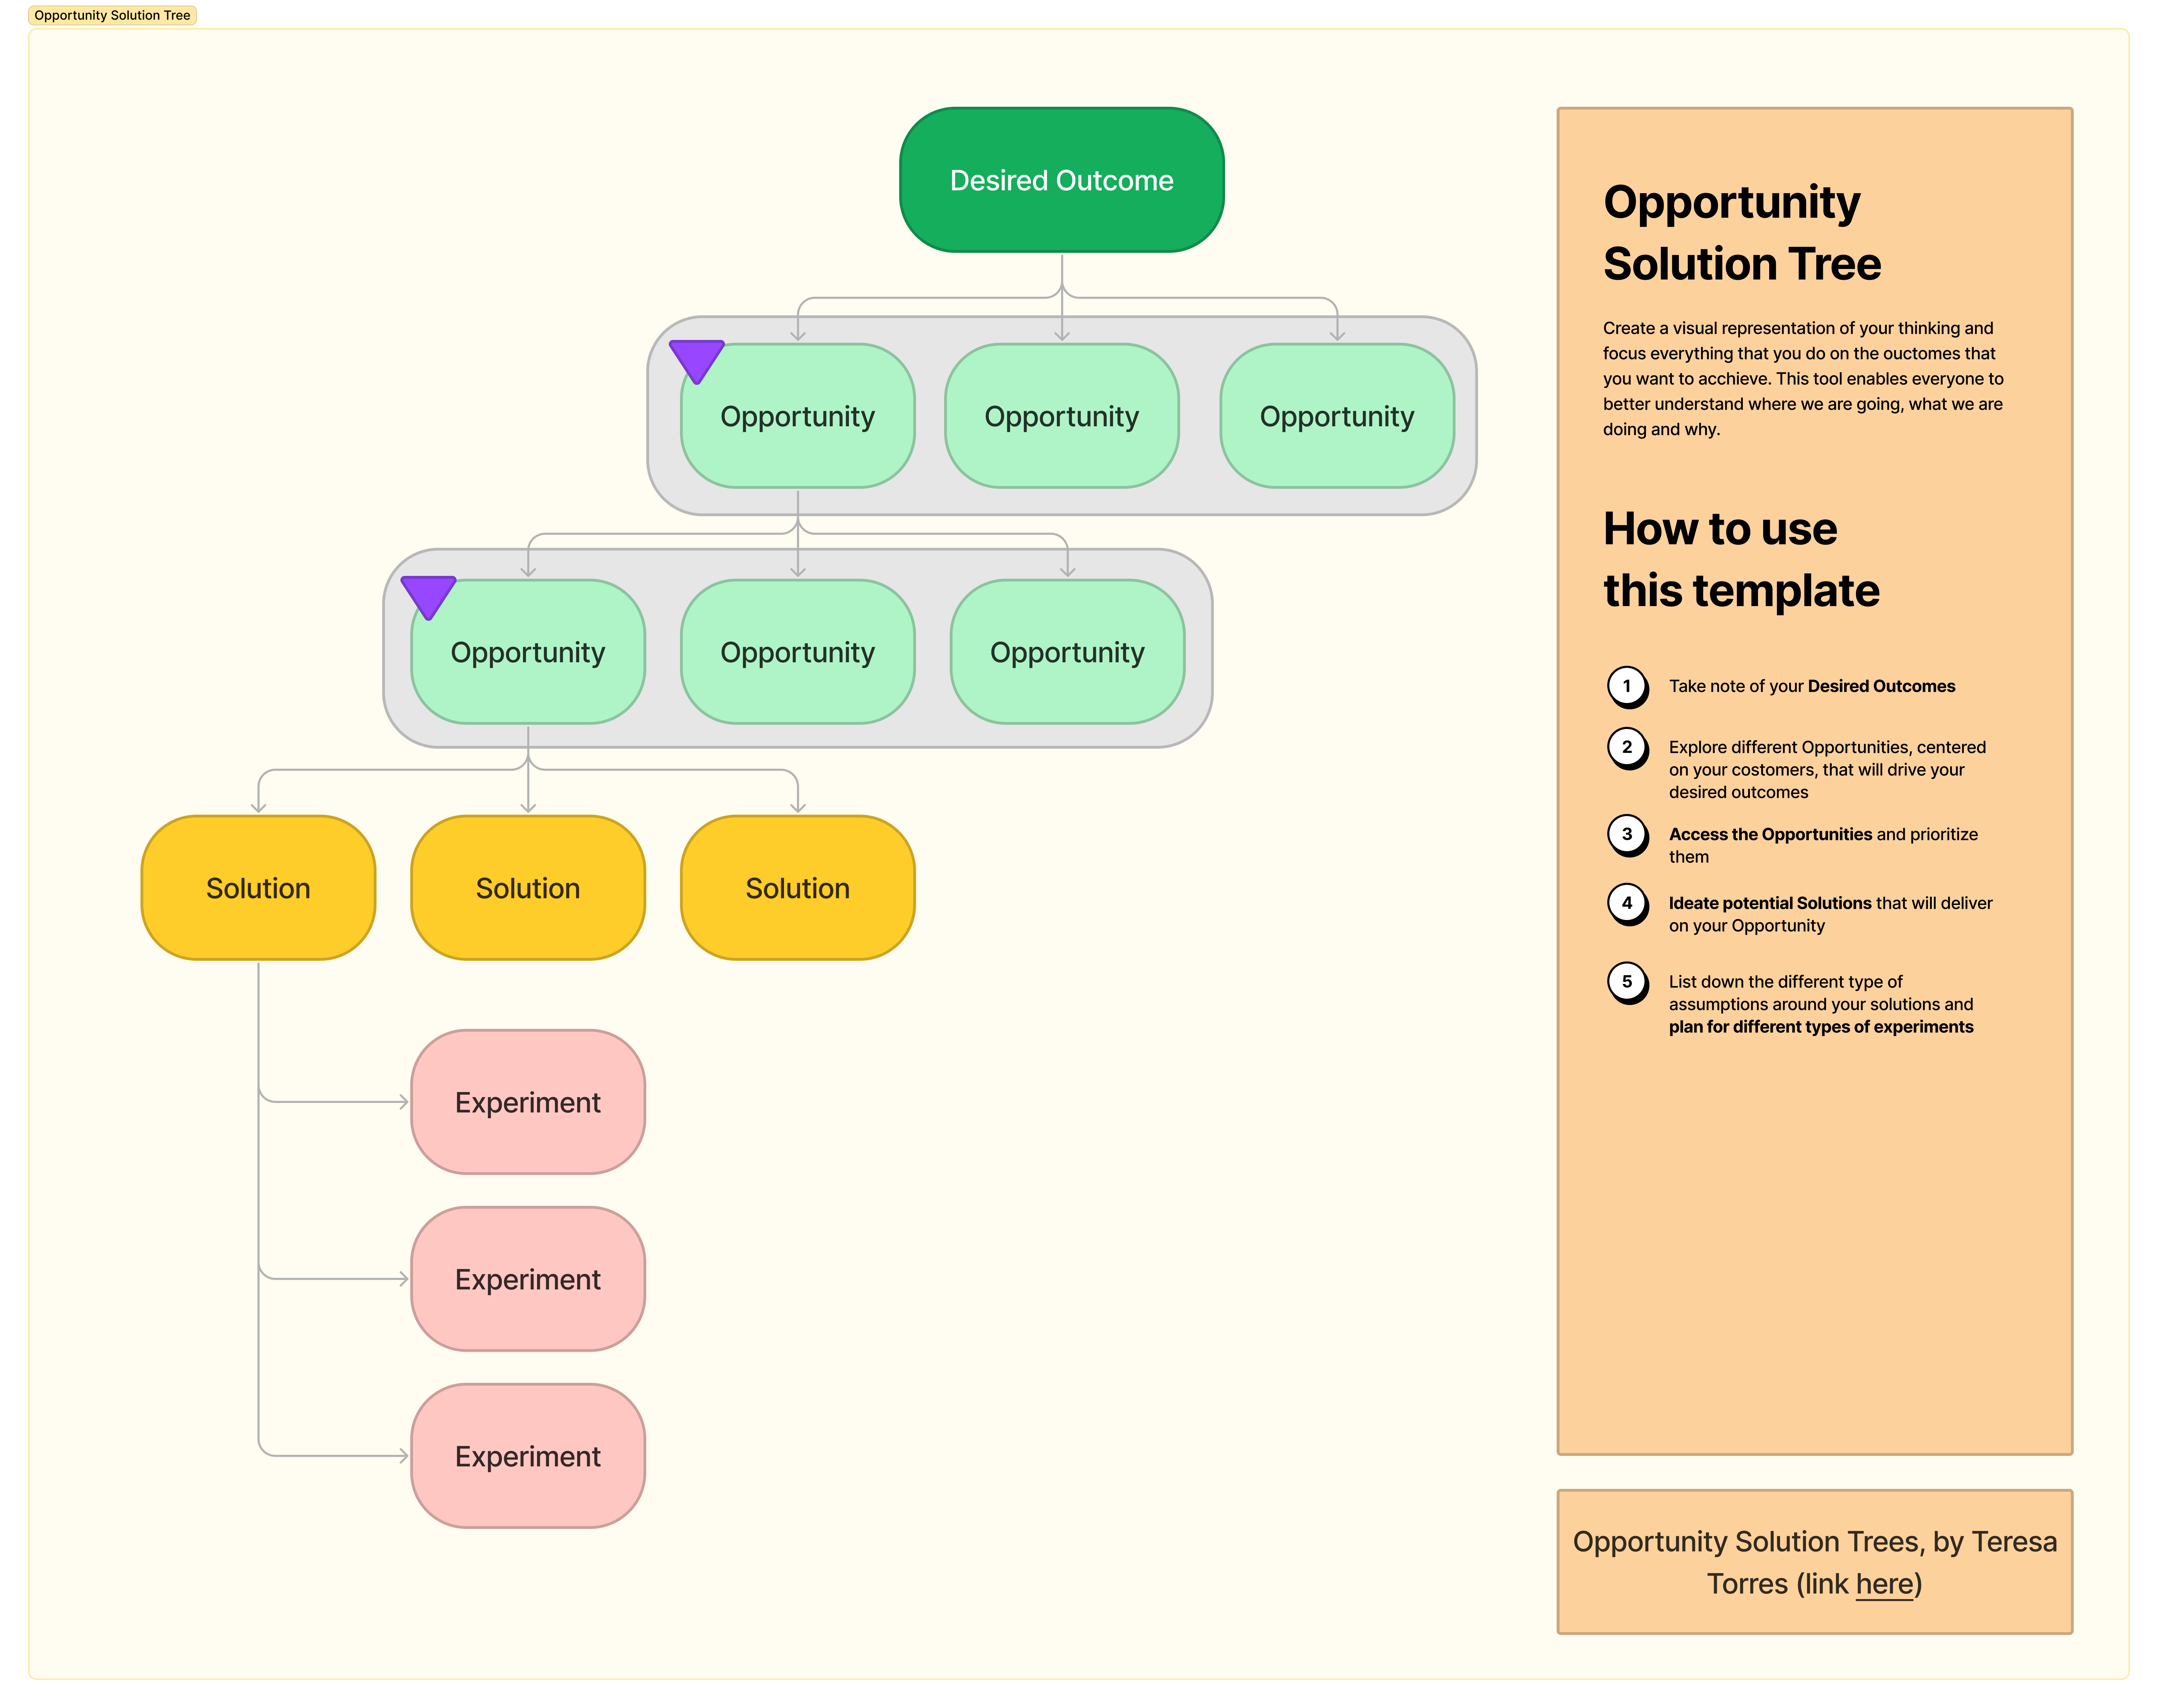 Opportunity Solution Tree
Desired Outcome
Opportunity
Opportunity
Opportunity
Opportunity
Opportunity
Opportunity
Solution
Solution
Solution
Experiment
Experiment
Experiment
Opportunity
Solution Tree
Create a visual representation of your thinking and
focus everything that you do on the ouctomes that
you want to acchieve. This tool enables everyone to
better understand where we are going, what we are
doing and why.
How to use
this template
1 Take note of your Desired Outcomes
2 Explore different Opportunities, centered
on your costomers, that will drive your
desired outcomes
3 Access the Opportunities and prioritize
them
4 Ideate potential Solutions that will deliver
on your Opportunity
5 List down the different type of
assumptions around your solutions and
plan for different types of experiments
Opportunity Solution Trees, by Teresa
Torres (link here)